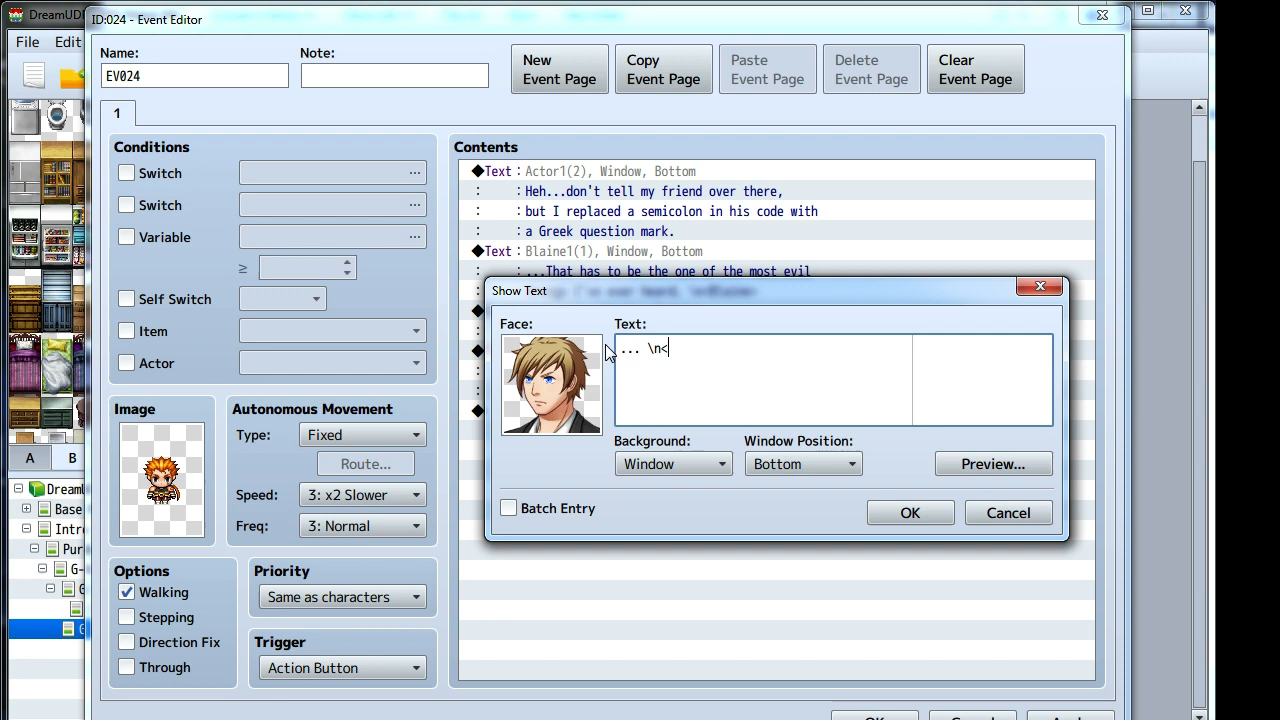 DreamUD
ID:024 - Event Editor
File Edit
Name:
Note:
EV024
New
Event Page
Copy
Event Page
Paste
Event Page
Delete
Event Page
Clear
Event Page
1
Conditions
Switch
...
Switch
...
Variable
...
≥
Self Switch
Item
Actor
Image
Autonomous Movement
Type:
Fixed
Route...
Speed:
3: x2 Slower
Freq:
3: Normal
Options
Walking
Stepping
Direction Fix
Through
Priority
Same as characters
Trigger
Action Button
Contents
◆Text : Actor1(2), Window, Bottom
: : Heh...don't tell my friend over there,
: : but I replaced a semicolon in his code with
: : a Greek question mark.
◆Text : Blaine1(1), Window, Bottom
: : ...That has to be the one of the most evil
Show Text
Face:
Text:
... \n<
Background:
Window
Window Position:
Bottom
Preview...
Batch Entry
OK
Cancel
A
B
Base
Intr
Pur
G-